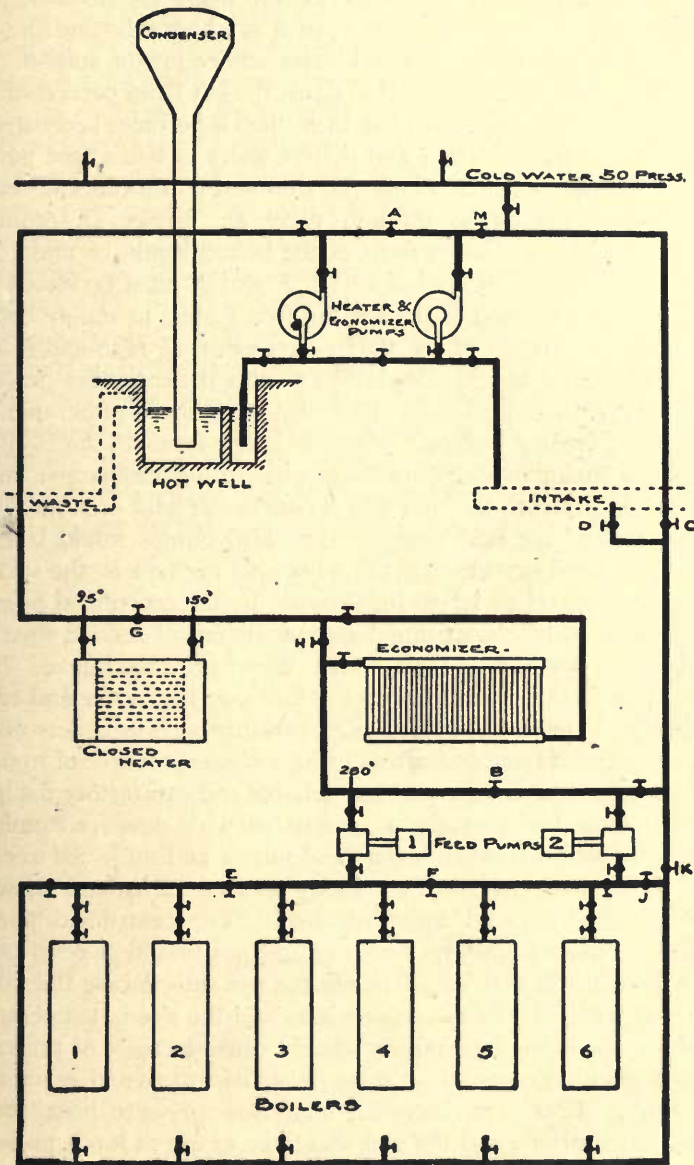 CONDENSER
COLD WATER 50 PRESS.
A
M
HEATER &
ECONOMIZER
PUMPS
HOT WELL
WASTE
INTAKE
D
C
95°
150°
G
H
ECONOMIZER
CLOSED
HEATER
200°
B
1
FEED PUMPS
2
K
E
F
J
1
2
3
4
5
6
BOILERS